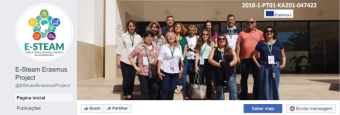 2018-1-PT01-KA201-047422
Erasmus+
E-STEAM
E-Steam Erasmus
Project
@ESteamErasmusProject
Página inicial
Publicações
Gosto
Partilhar
Saber mais
Enviar mensagem